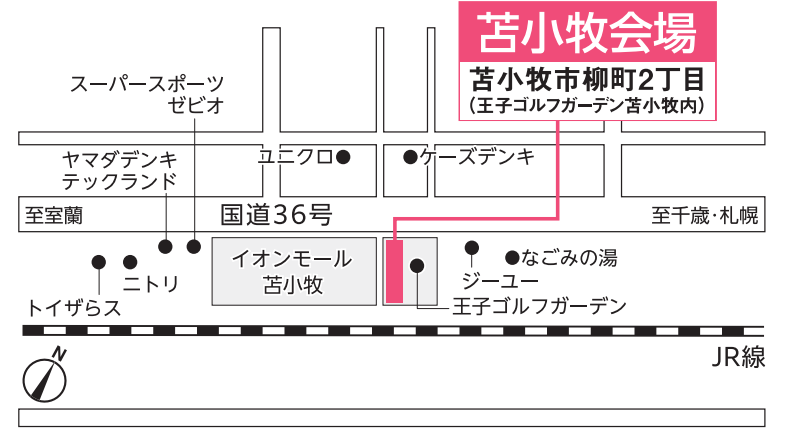 苫小牧会場
苫小牧市柳町2丁目
（王子ゴルフガーデン苫小牧内）
スーパースポーツ
ゼビオ
ヤマダデンキ
テックランド
ユニクロ
ケーズデンキ
至室蘭
国道36号
至千歳・札幌
イオンモール
苫小牧
なごみの湯
ニトリ
ジーユー
トイザらス
王子ゴルフガーデン
JR線
N